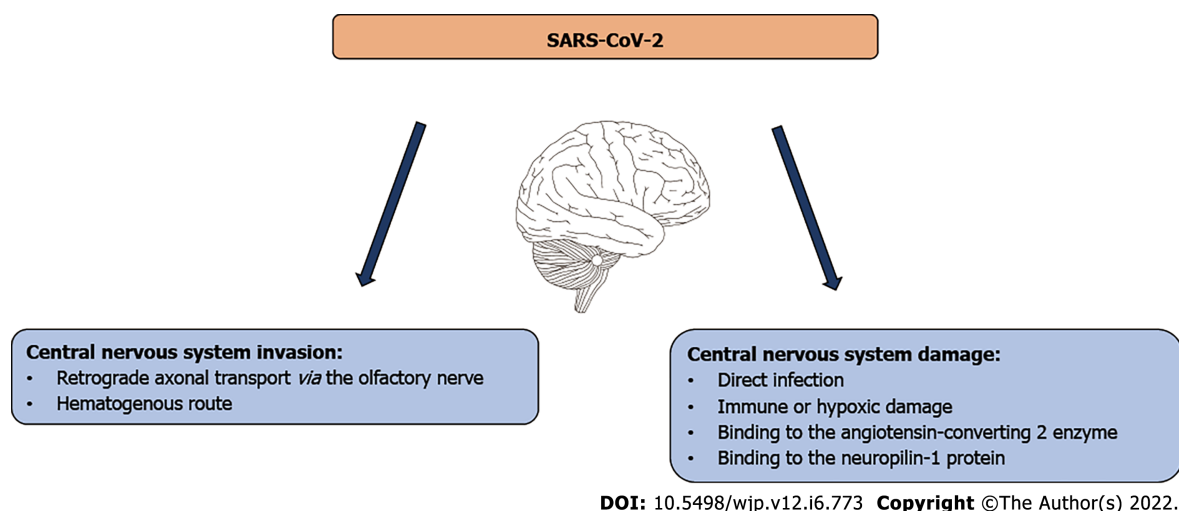 SARS-CoV-2
Central nervous system invasion:
• Retrograde axonal transport via the olfactory nerve
• Hematogenous route
Central nervous system damage:
• Direct infection
• Immune or hypoxic damage
• Binding to the angiotensin-converting 2 enzyme
• Binding to the neuropilin-1 protein
DOI: 10.5498/wjp.v12.i6.773 Copyright ©The Author(s) 2022.